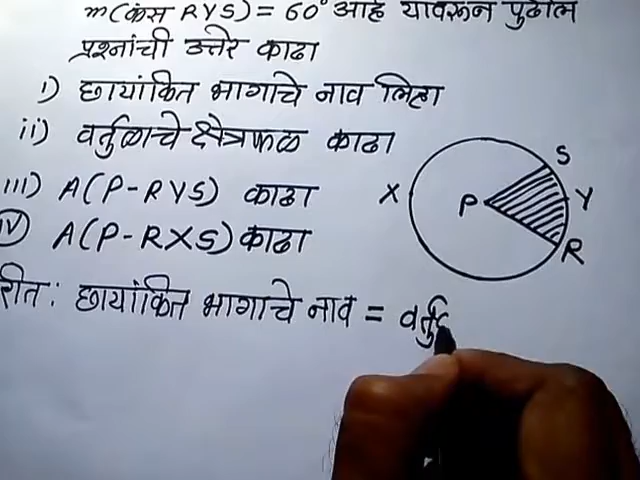 m(कंस RYS) = 60° आहे यावरून पुढील
प्रश्नांची उत्तरे काढा
i) छायांकित भागाचे नाव लिहा
ii) वर्तुळाचे क्षेत्रफळ काढा
iii) A(P-RYS) काढा
iv) A(P-RXS) काढा
S
X
P
Y
R
रीत: छायांकित भागाचे नाव = वर्तु